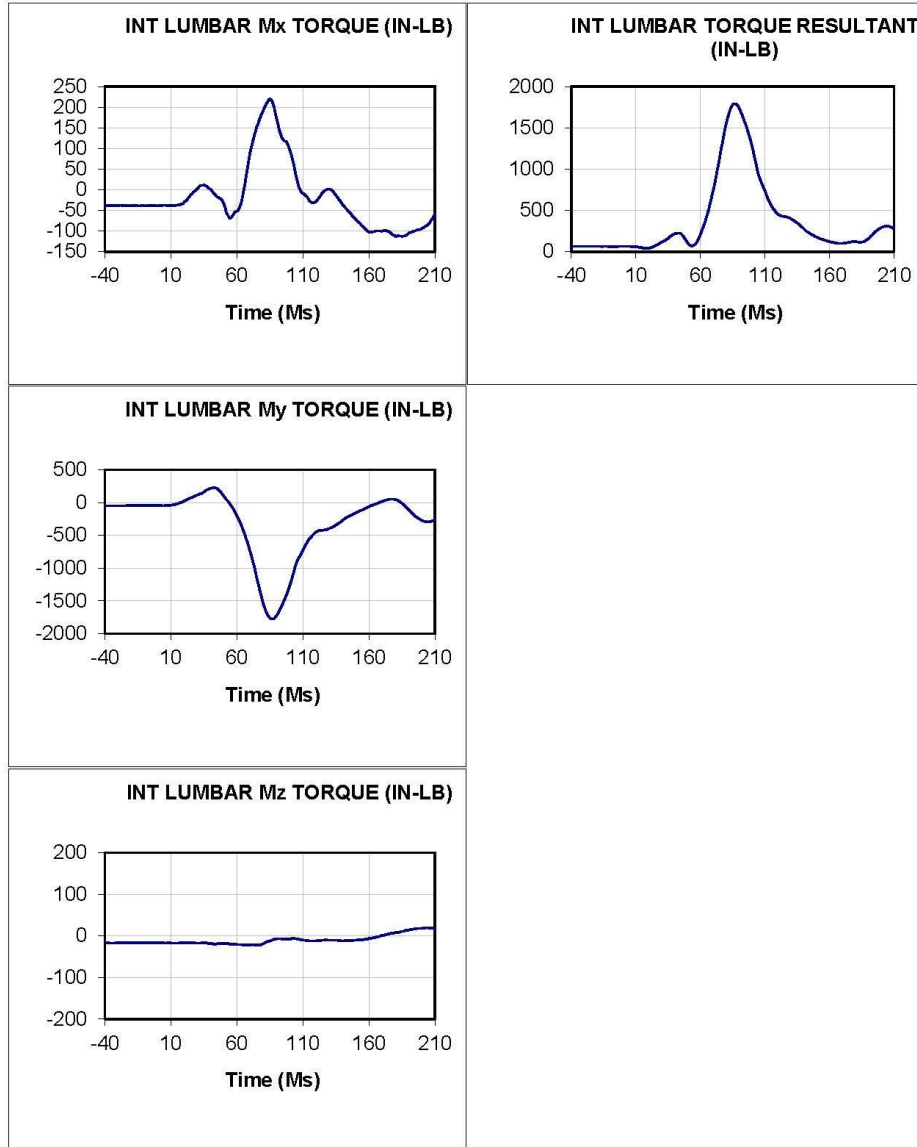 INT LUMBAR Mx TORQUE (IN-LB)
250
200
150
100
50
0
-50
-100
-150
-40 10 60 110 160 210
Time (Ms)
INT LUMBAR TORQUE RESULTANT
(IN-LB)
2000
1500
1000
500
0
-40 10 60 110 160 210
Time (Ms)
INT LUMBAR My TORQUE (IN-LB)
500
0
-500
-1000
-1500
-2000
-40 10 60 110 160 210
Time (Ms)
INT LUMBAR Mz TORQUE (IN-LB)
200
100
0
-100
-200
-40 10 60 110 160 210
Time (Ms)